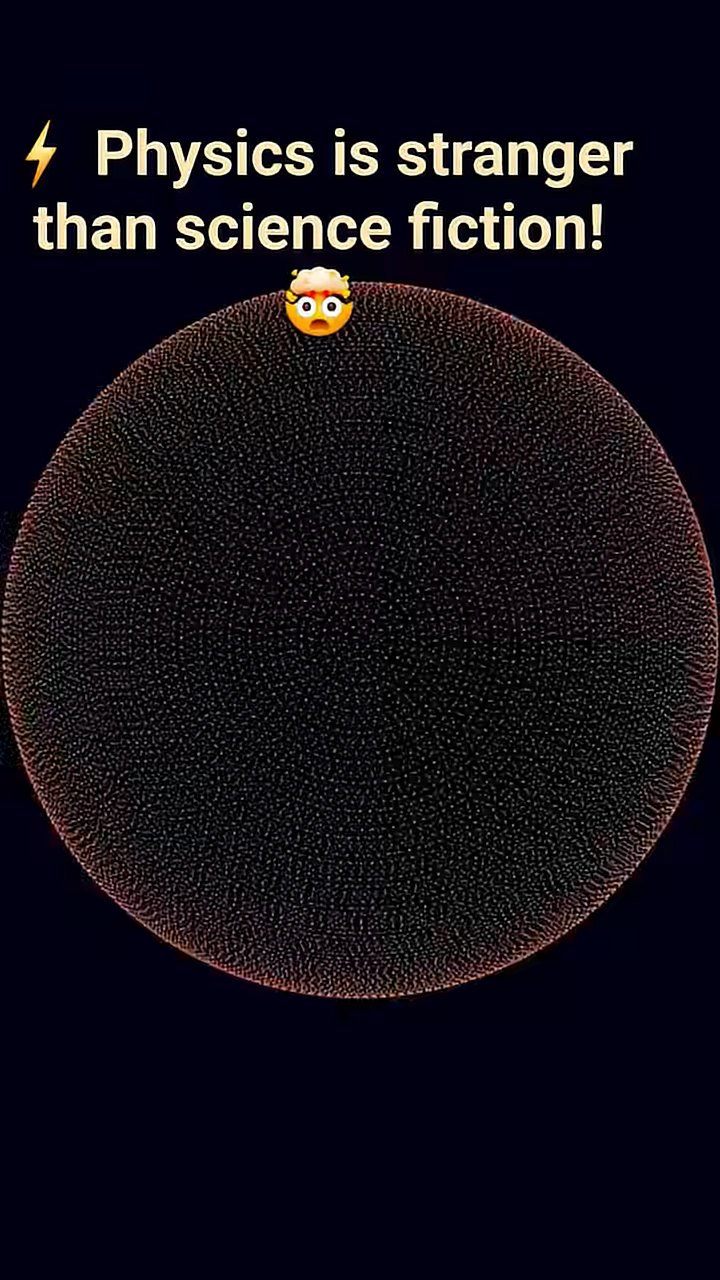 ⚡ Physics is stranger
than science fiction!
🤯